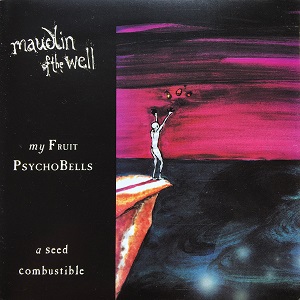 maudlin
of the well
my FRUIT
PSYCHOBELLS
a seed
combustible